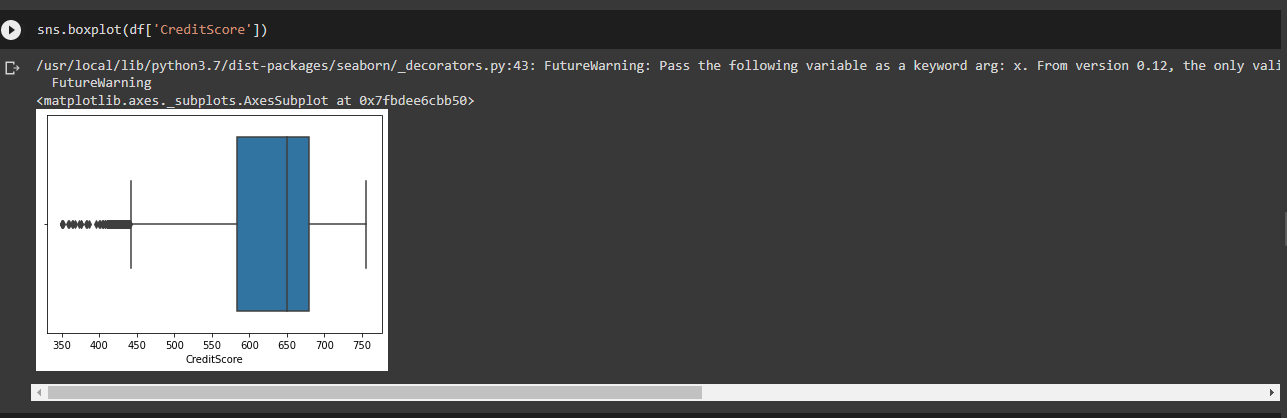 sns.boxplot(df['CreditScore'])
/usr/local/lib/python3.7/dist-packages/seaborn/_decorators.py:43: FutureWarning: Pass the following variable as a keyword arg: x. From version 0.12, the only vali
FutureWarning
<matplotlib.axes._subplots.AxesSubplot at 0x7fbdee6cbb50>
350 400 450 500 550 600 650 700 750
CreditScore